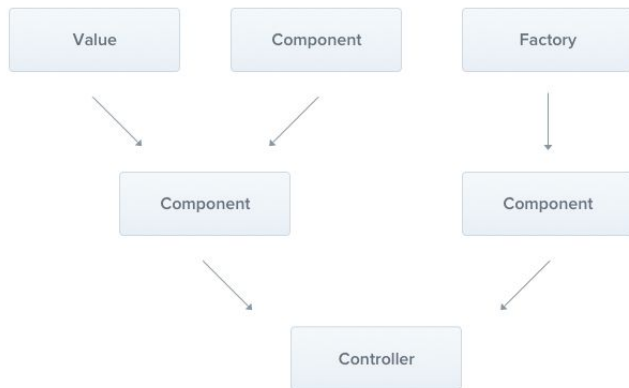 Value
Component
Factory
Component
Component
Controller